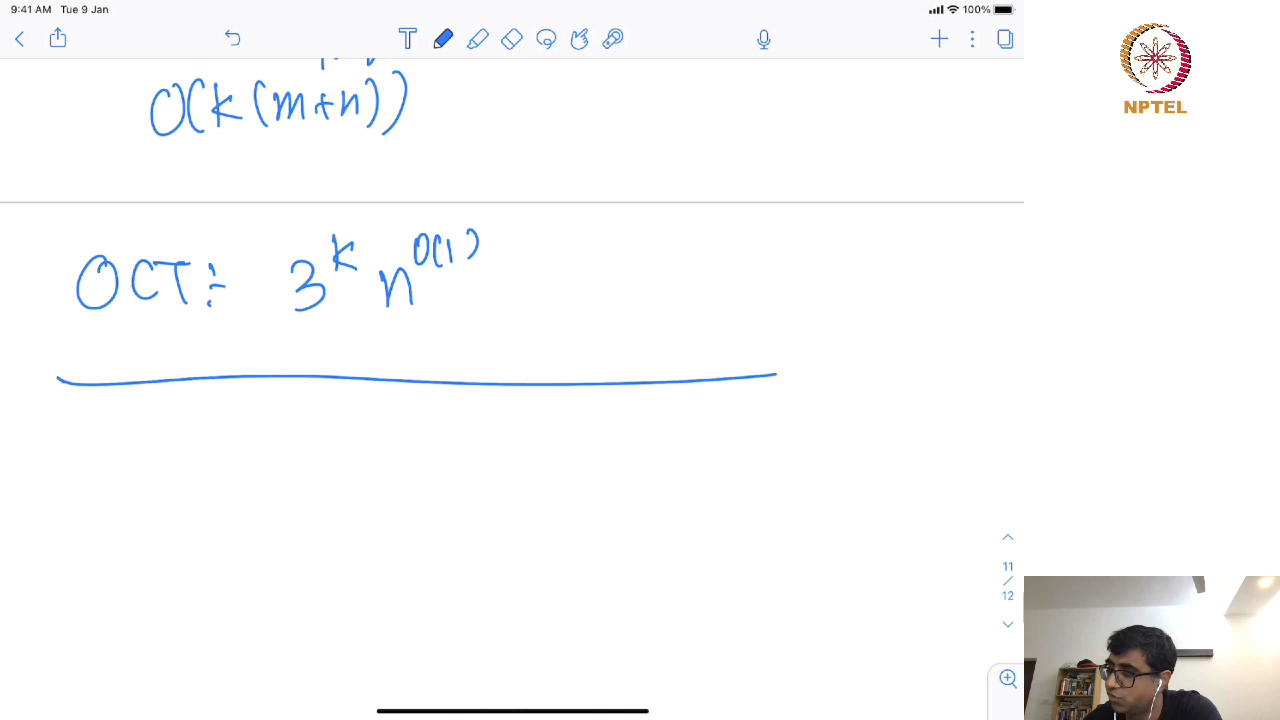 9:41 AM Tue 9 Jan
100%
O(k(m+n))
OCT: 3^k n^O(1)
11
/
12
NPTEL